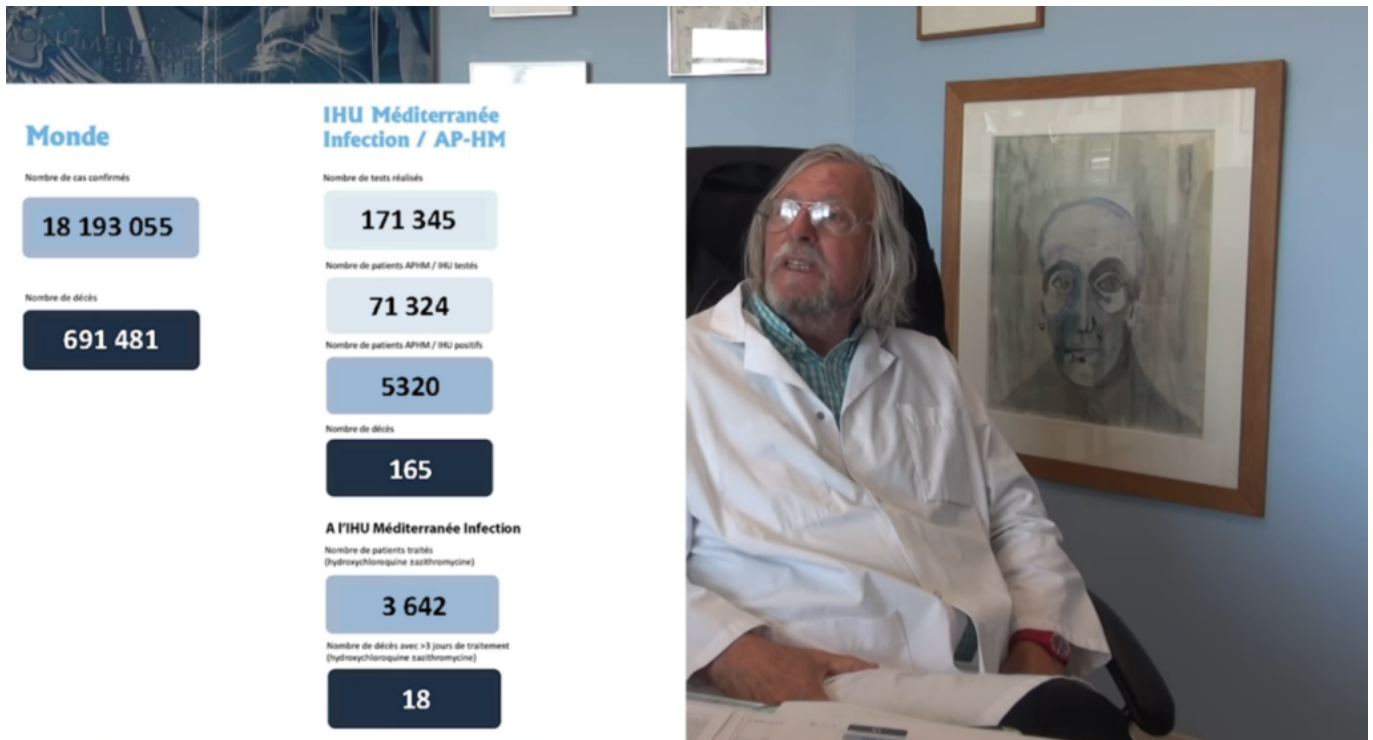 MONUMENT
Monde
Nombre de cas confirmés
18 193 055
Nombre de décès
691 481
IHU Méditerranée
Infection / AP-HM
Nombre de tests réalisés
171 345
Nombre de patients APHM / IHU testés
71 324
Nombre de patients APHM / IHU positifs
5320
Nombre de décès
165
A l'IHU Méditerranée Infection
Nombre de patients traités
(hydroxychloroquine ±azithromycine)
3 642
Nombre de décès avec >3 jours de traitement
(hydroxychloroquine ±azithromycine)
18